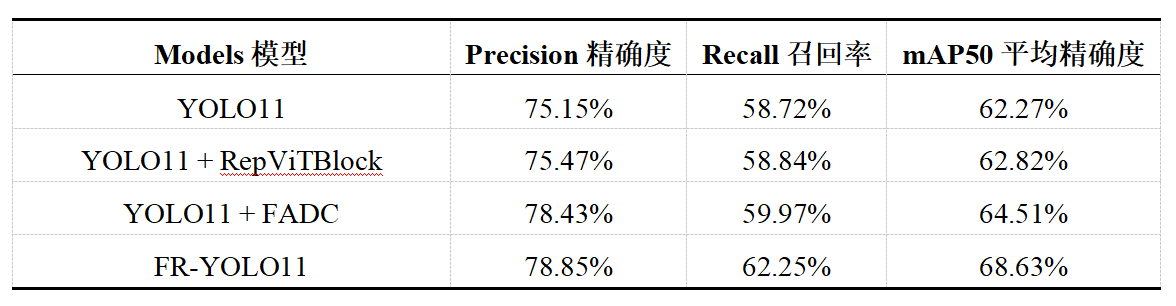 Models 模型 Precision 精确度 Recall 召回率 mAP50 平均精确度
YOLO11 75.15% 58.72% 62.27%
YOLO11 + RepViTBlock 75.47% 58.84% 62.82%
YOLO11 + FADC 78.43% 59.97% 64.51%
FR-YOLO11 78.85% 62.25% 68.63%